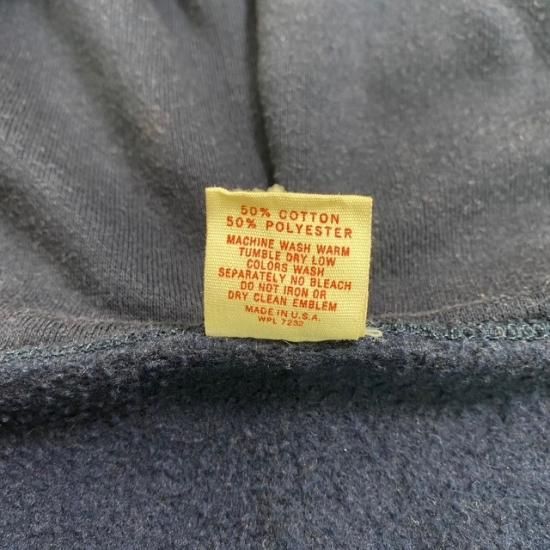 50% COTTON
50% POLYESTER
MACHINE WASH WARM
TUMBLE DRY LOW
COLORS WASH
SEPARATELY NO BLEACH
DO NOT IRON OR
DRY CLEAN EMBLEM
MADE IN U.S.A.
WPL 7232